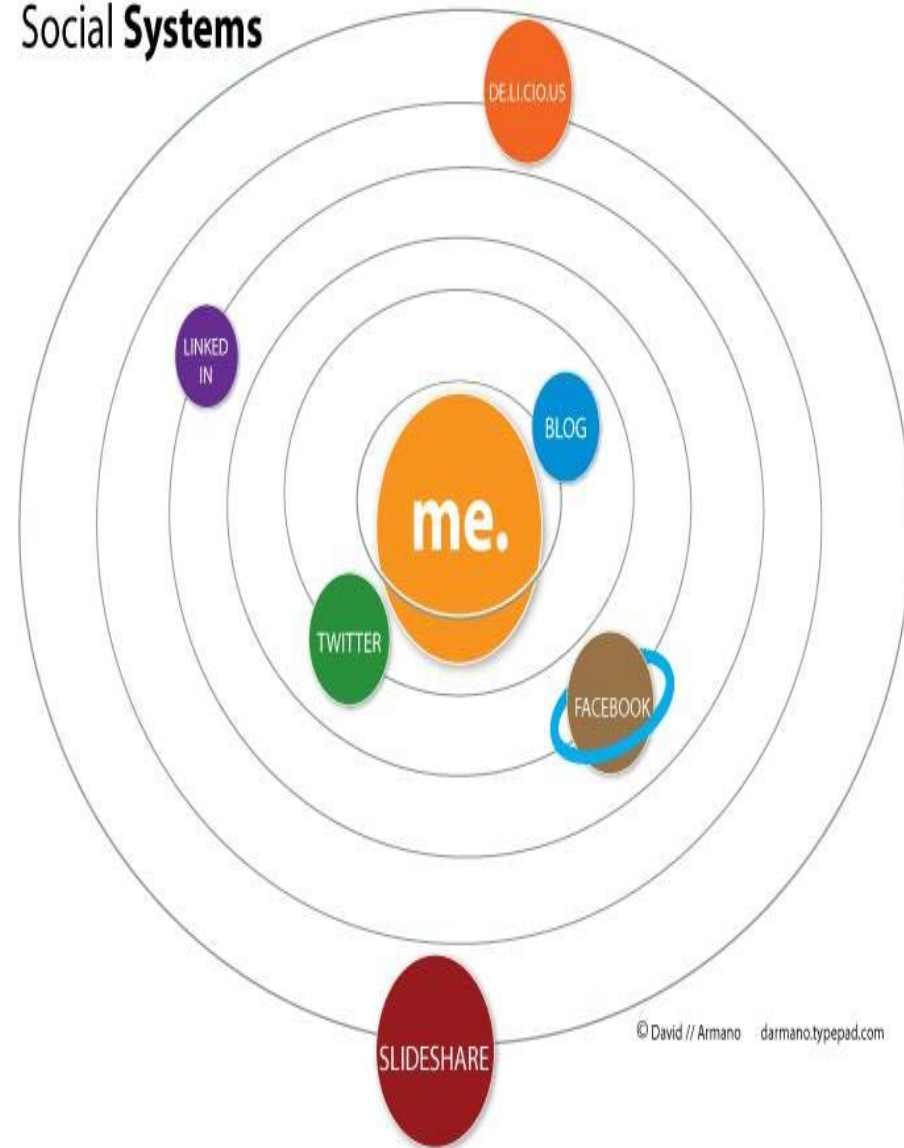 Social Systems
DE.LI.CIO.US
LINKED
IN
BLOG
me.
TWITTER
FACEBOOK
© David // Armano darmano.typepad.com
SLIDESHARE